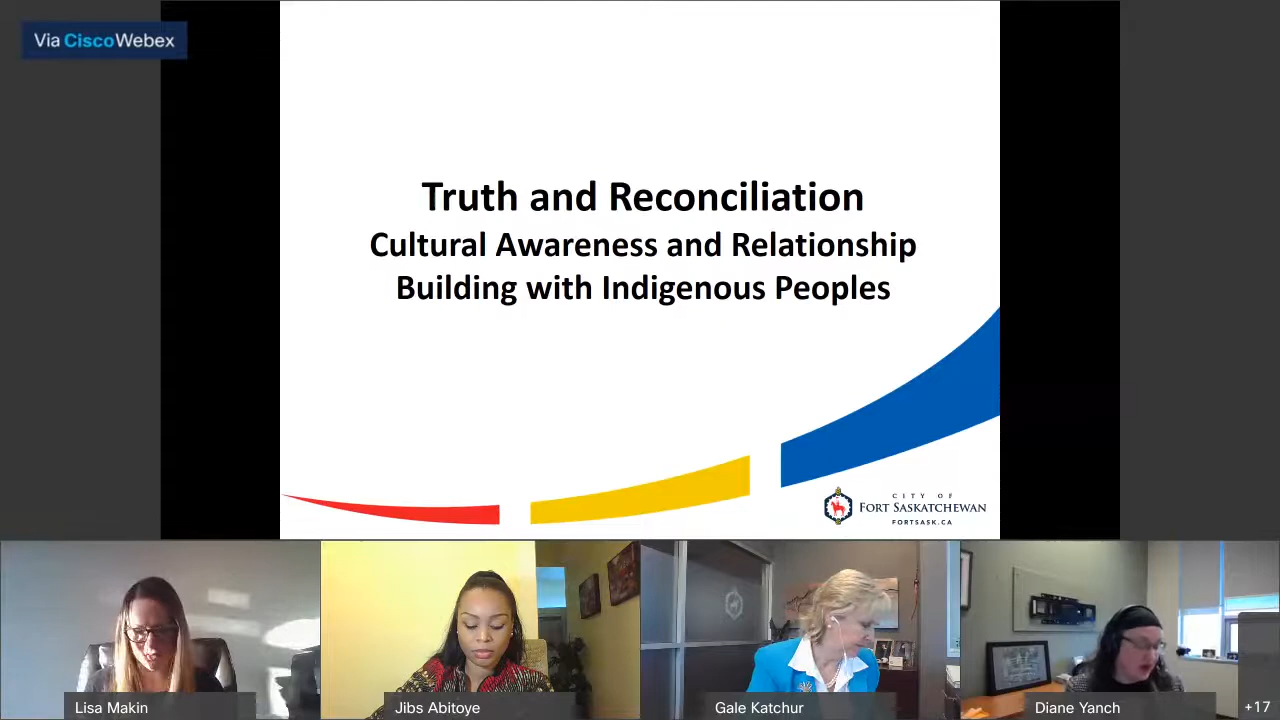 Via CiscoWebex
Truth and Reconciliation
Cultural Awareness and Relationship
Building with Indigenous Peoples
CITY OF
FORT SASKATCHEWAN
FORTSASK.CA
Lisa Makin
Jibs Abitoye
Gale Katchur
Diane Yanch
+17